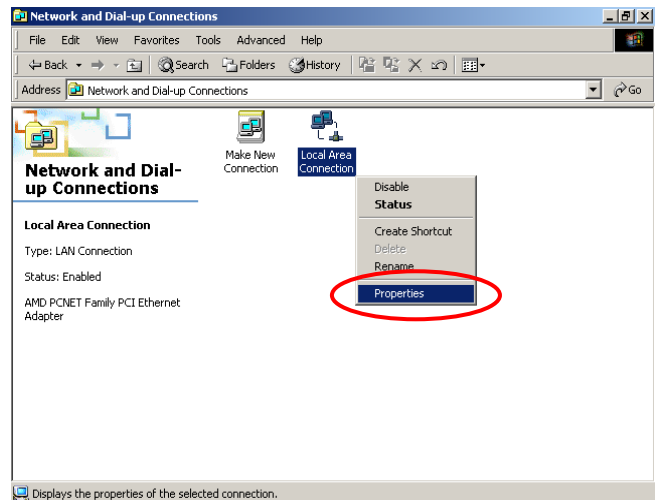 Network and Dial-up Connections
File Edit View Favorites Tools Advanced Help
Back Search Folders History
Address Network and Dial-up Connections Go
Make New Connection
Local Area Connection
Network and Dial-
up Connections
Local Area Connection
Type: LAN Connection
Status: Enabled
AMD PCNET Family PCI Ethernet
Adapter
Disable
Status
Create Shortcut
Delete
Rename
Properties
Displays the properties of the selected connection.